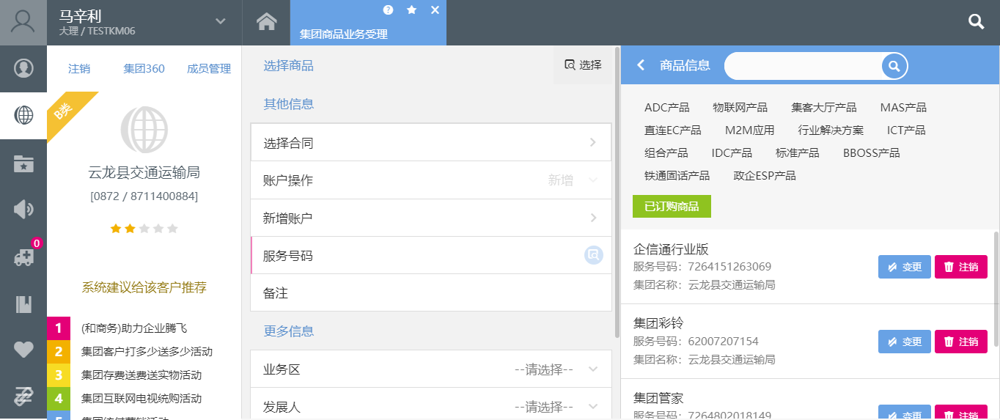 马辛利
大理 / TESTKM06
集团商品业务受理
注销 集团360 成员管理
B类
云龙县交通运输局
[0872 / 8711400884]
0
系统建议给该客户推荐
1 (和商务)助力企业腾飞
2 集团客户打多少送多少活动
3 集团存费送费送实物活动
4 集团互联网电视统购活动
选择商品 选择
其他信息
选择合同
账户操作 新增
新增账户
服务号码
备注
更多信息
业务区 --请选择--
发展人 --请选择--
商品信息
ADC产品 物联网产品 集客大厅产品 MAS产品
直连EC产品 M2M应用 行业解决方案 ICT产品
组合产品 IDC产品 标准产品 BBOSS产品
铁通固话产品 政企ESP产品
已订购商品
企信通行业版
服务号码：7264151263069
集团名称：云龙县交通运输局
变更 注销
集团彩铃
服务号码：62007207154
集团名称：云龙县交通运输局
变更 注销
集团管家
服务号码：7264802018149
变更 注销